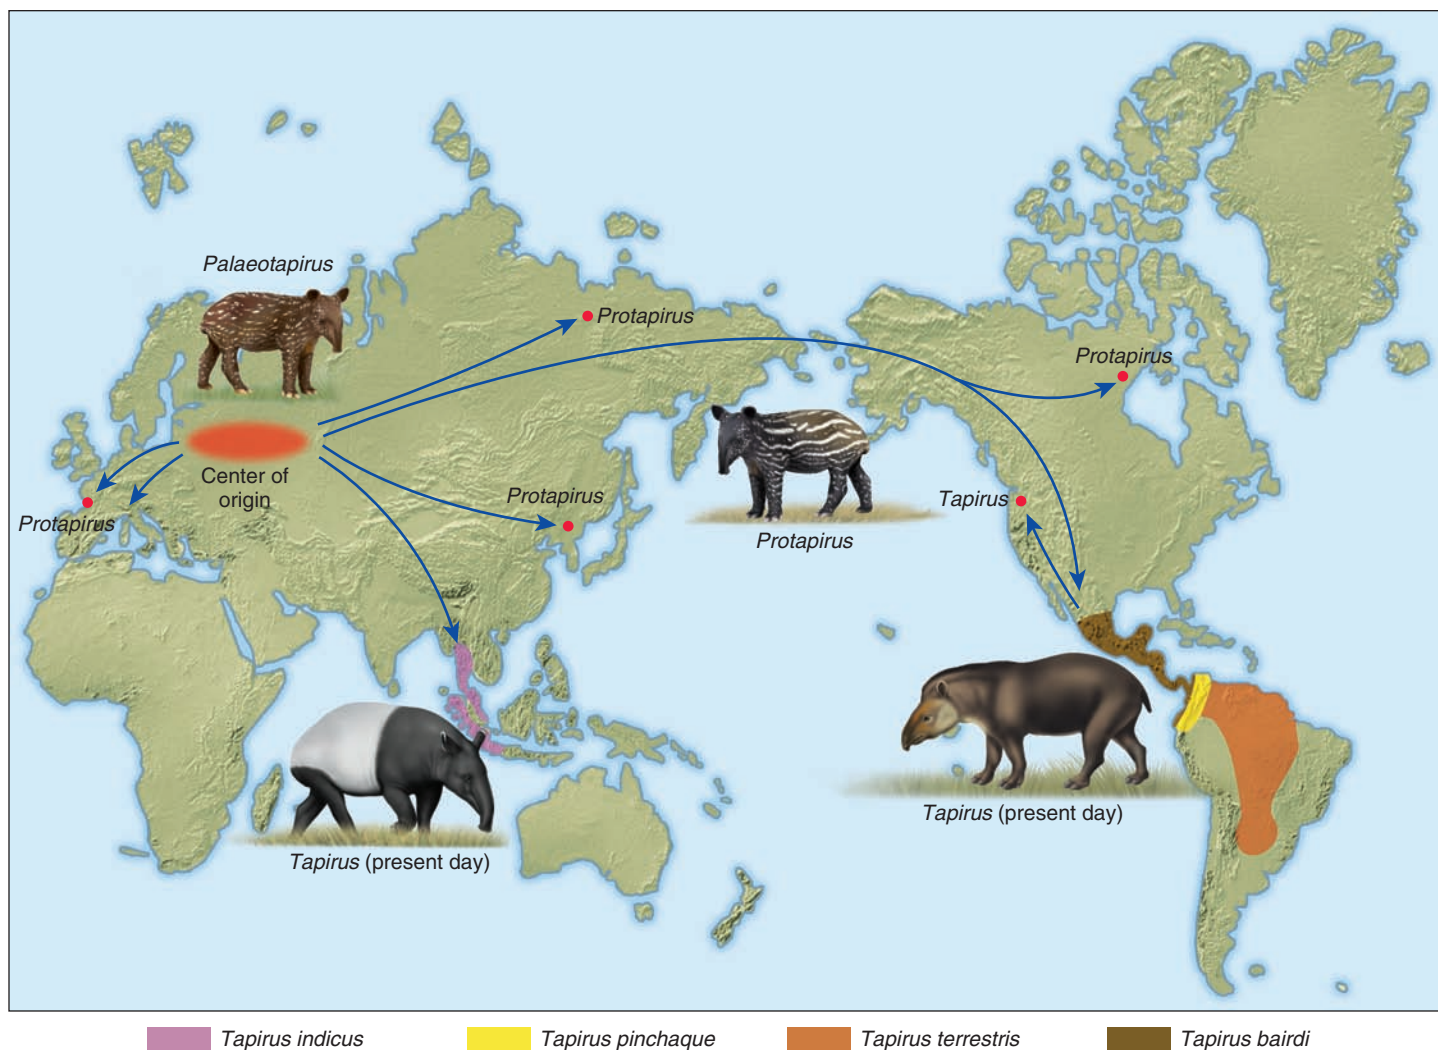 Palaeotapirus
Protapirus
Protapirus
Center of
origin
Protapirus
Protapirus
Tapirus
Protapirus
Tapirus (present day)
Tapirus (present day)
Tapirus indicus
Tapirus pinchaque
Tapirus terrestris
Tapirus bairdi